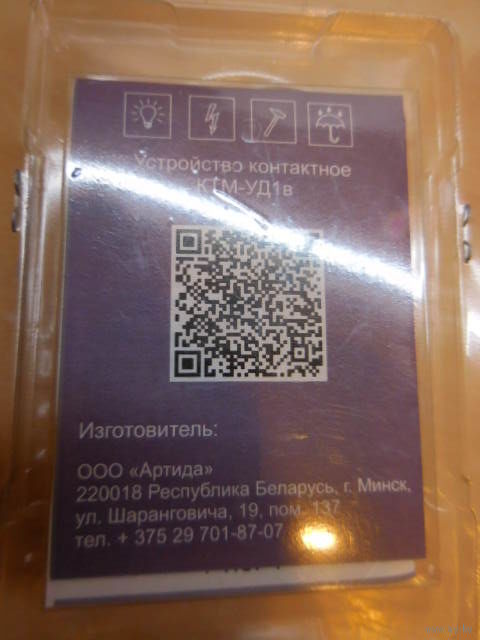 Устройство контактное
КТМ-УД1в
Изготовитель:
ООО «Артида»
220018 Республика Беларусь, г. Минск,
ул. Шаранговича, 19, пом. 137
тел. + 375 29 701-87-07